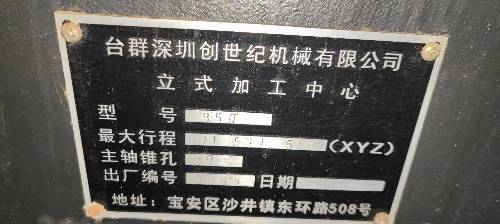 台群深圳创世纪机械有限公司
立式加工中心
型 号 850
最大行程 (XYZ)
主轴锥孔
出厂编号 日期
地址：宝安区沙井镇东环路508号